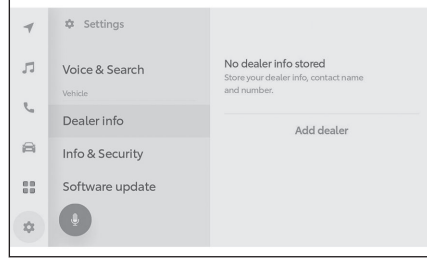 Settings
Voice & Search
Vehicle
Dealer info
Info & Security
Software update
No dealer info stored
Store your dealer info, contact name
and number.
Add dealer